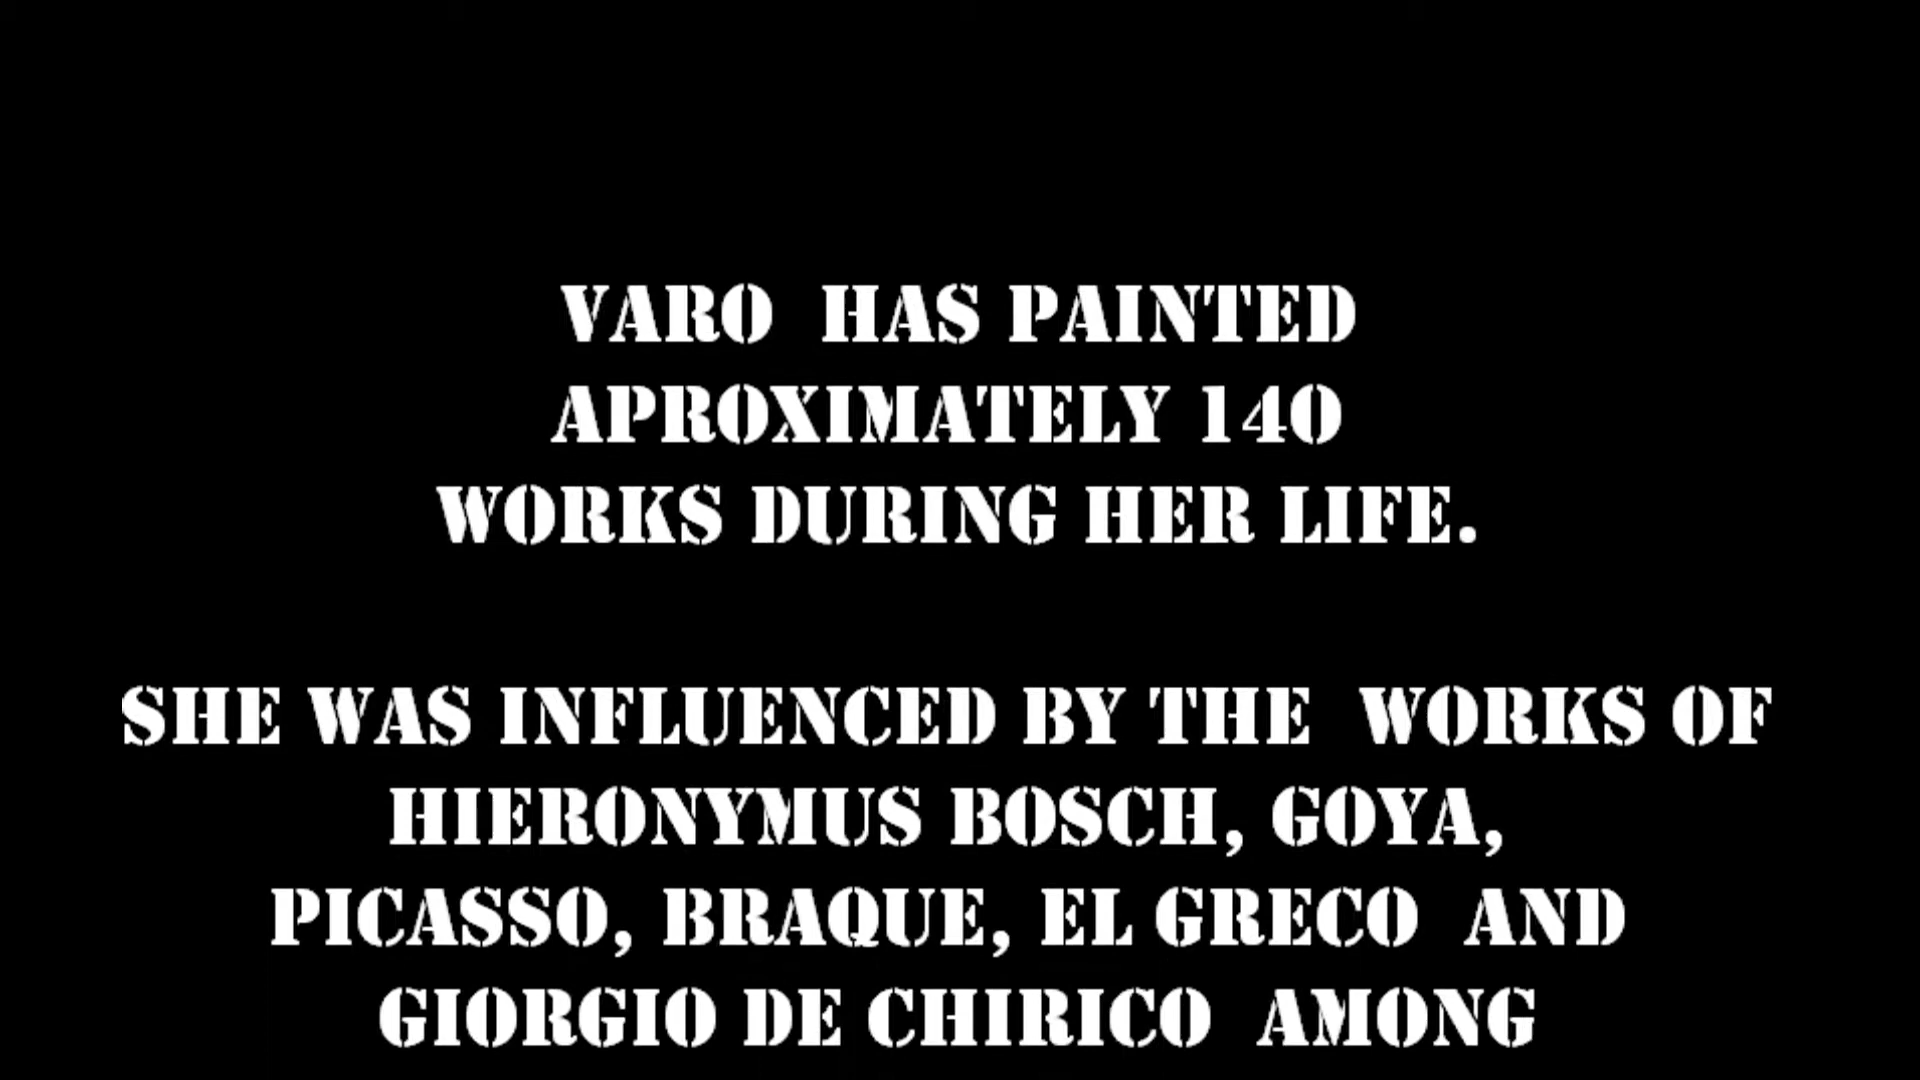 VARO HAS PAINTED
APROXIMATELY 140
WORKS DURING HER LIFE.
SHE WAS INFLUENCED BY THE WORKS OF
HIERONYMUS BOSCH, GOYA,
PICASSO, BRAQUE, EL GRECO AND
GIORGIO DE CHIRICO AMONG